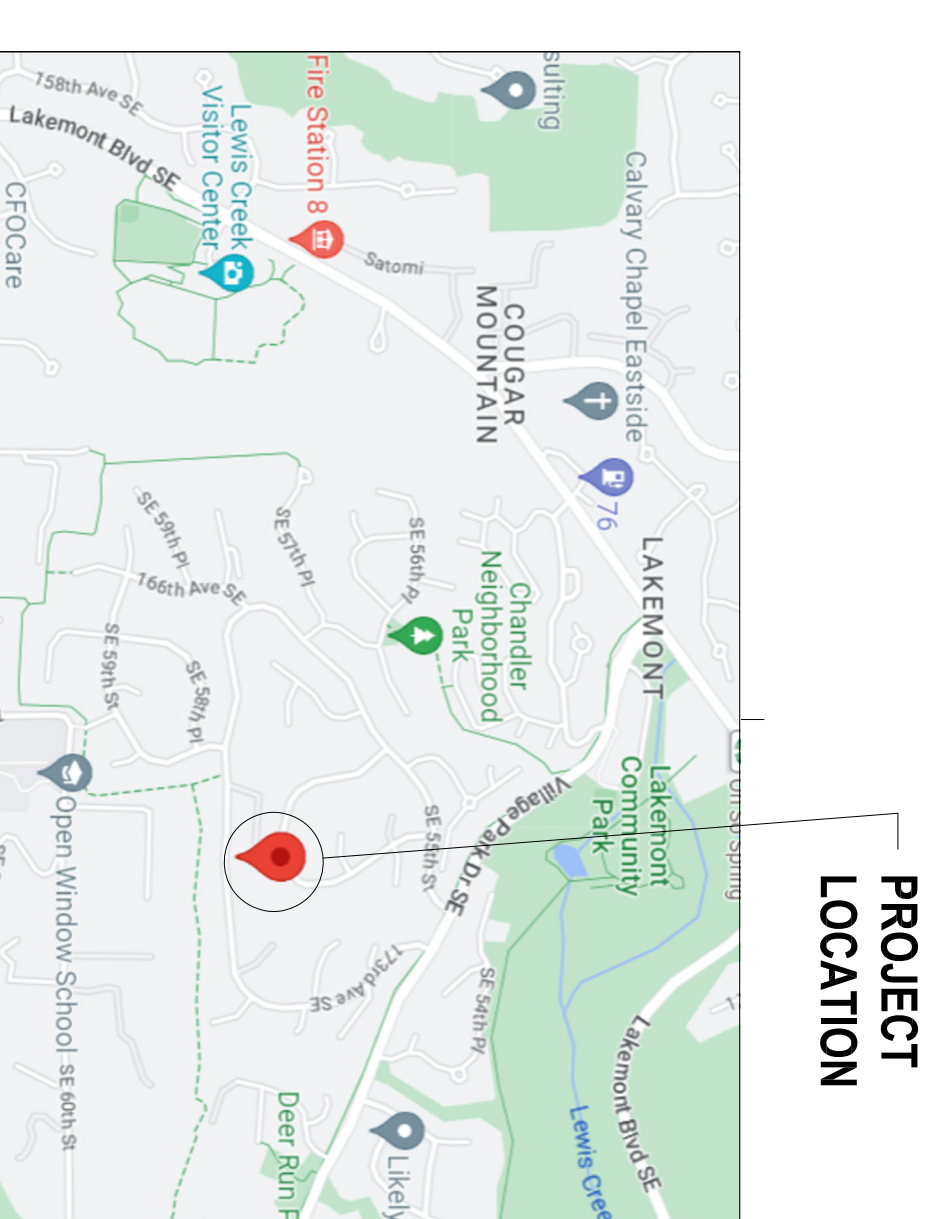 PROJECT
LOCATION
sulting
Calvary Chapel Eastside
Fire Station 8
Lewis Creek
Visitor Center
158th Ave SE
Lakemont Blvd SE
CFOCare
Satomi
COUGAR
MOUNTAIN
76
LAKEMONT
SE 59th Pl
SE 57th Pl
SE 56th Pl
166th Ave SE
Chandler
Neighborhood
Park
SE 59th St
SE 58th Pl
Lakemont
Community
Park
Village Park Dr SE
SE 55th St
Open Window School
173rd Ave SE
SE 54th Pl
Lakemont Blvd SE
SE 60th St
Deer Run P
Likely
Lewis Cree